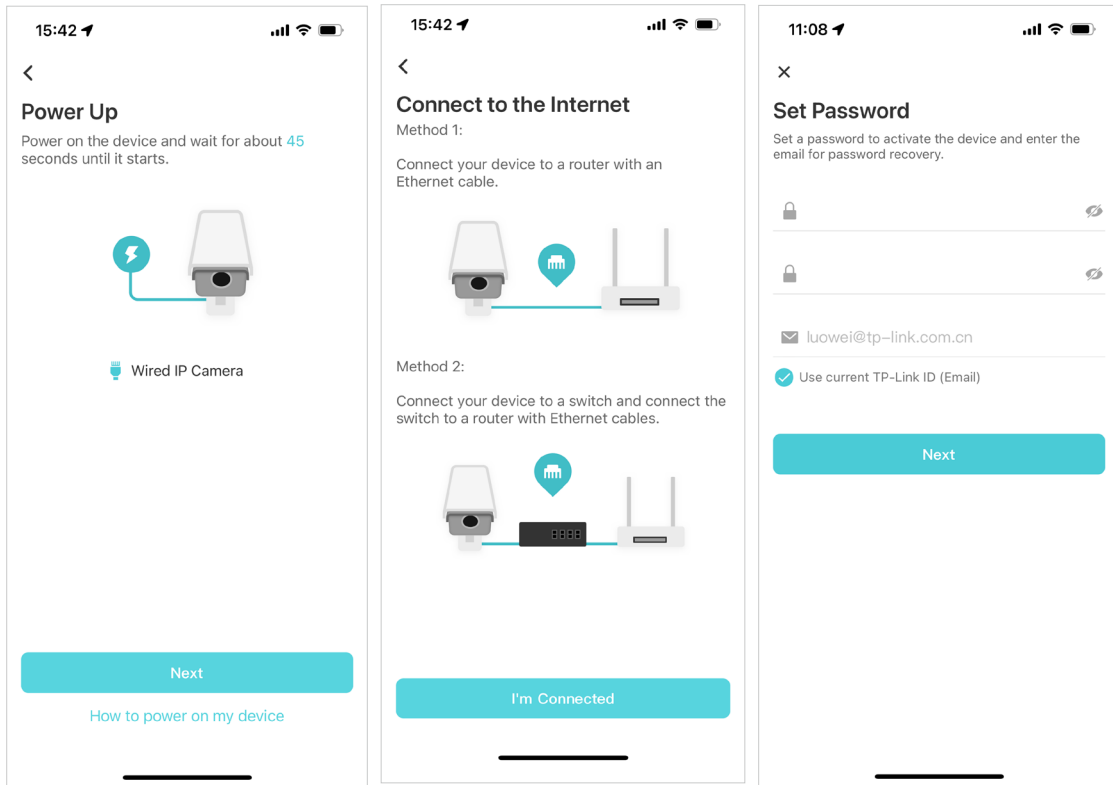 15:42
Power Up
Power on the device and wait for about 45
seconds until it starts.
Wired IP Camera
Next
How to power on my device
15:42
Connect to the Internet
Method 1:
Connect your device to a router with an
Ethernet cable.
Method 2:
Connect your device to a switch and connect the
switch to a router with Ethernet cables.
I'm Connected
11:08
Set Password
Set a password to activate the device and enter the
email for password recovery.
luowei@tp-link.com.cn
Use current TP-Link ID (Email)
Next